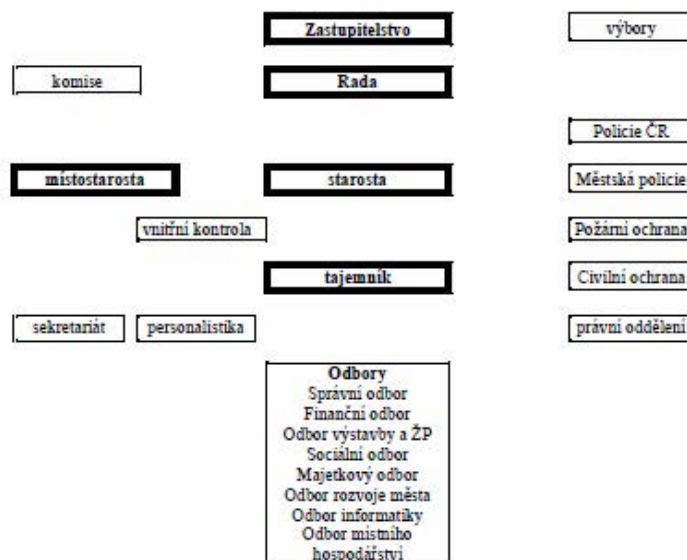 Zastupitelstvo
výbory
komise
Rada
Policie ČR
místostarosta
starosta
Městská policie
vnitřní kontrola
Požární ochrana
tajemník
Civilní ochrana
sekretariát
personalistika
právní oddělení
Odbory
Správní odbor
Finanční odbor
Odbor výstavby a ŽP
Sociální odbor
Majetkový odbor
Odbor rozvoje města
Odbor informatiky
Odbor místního
hospodářství